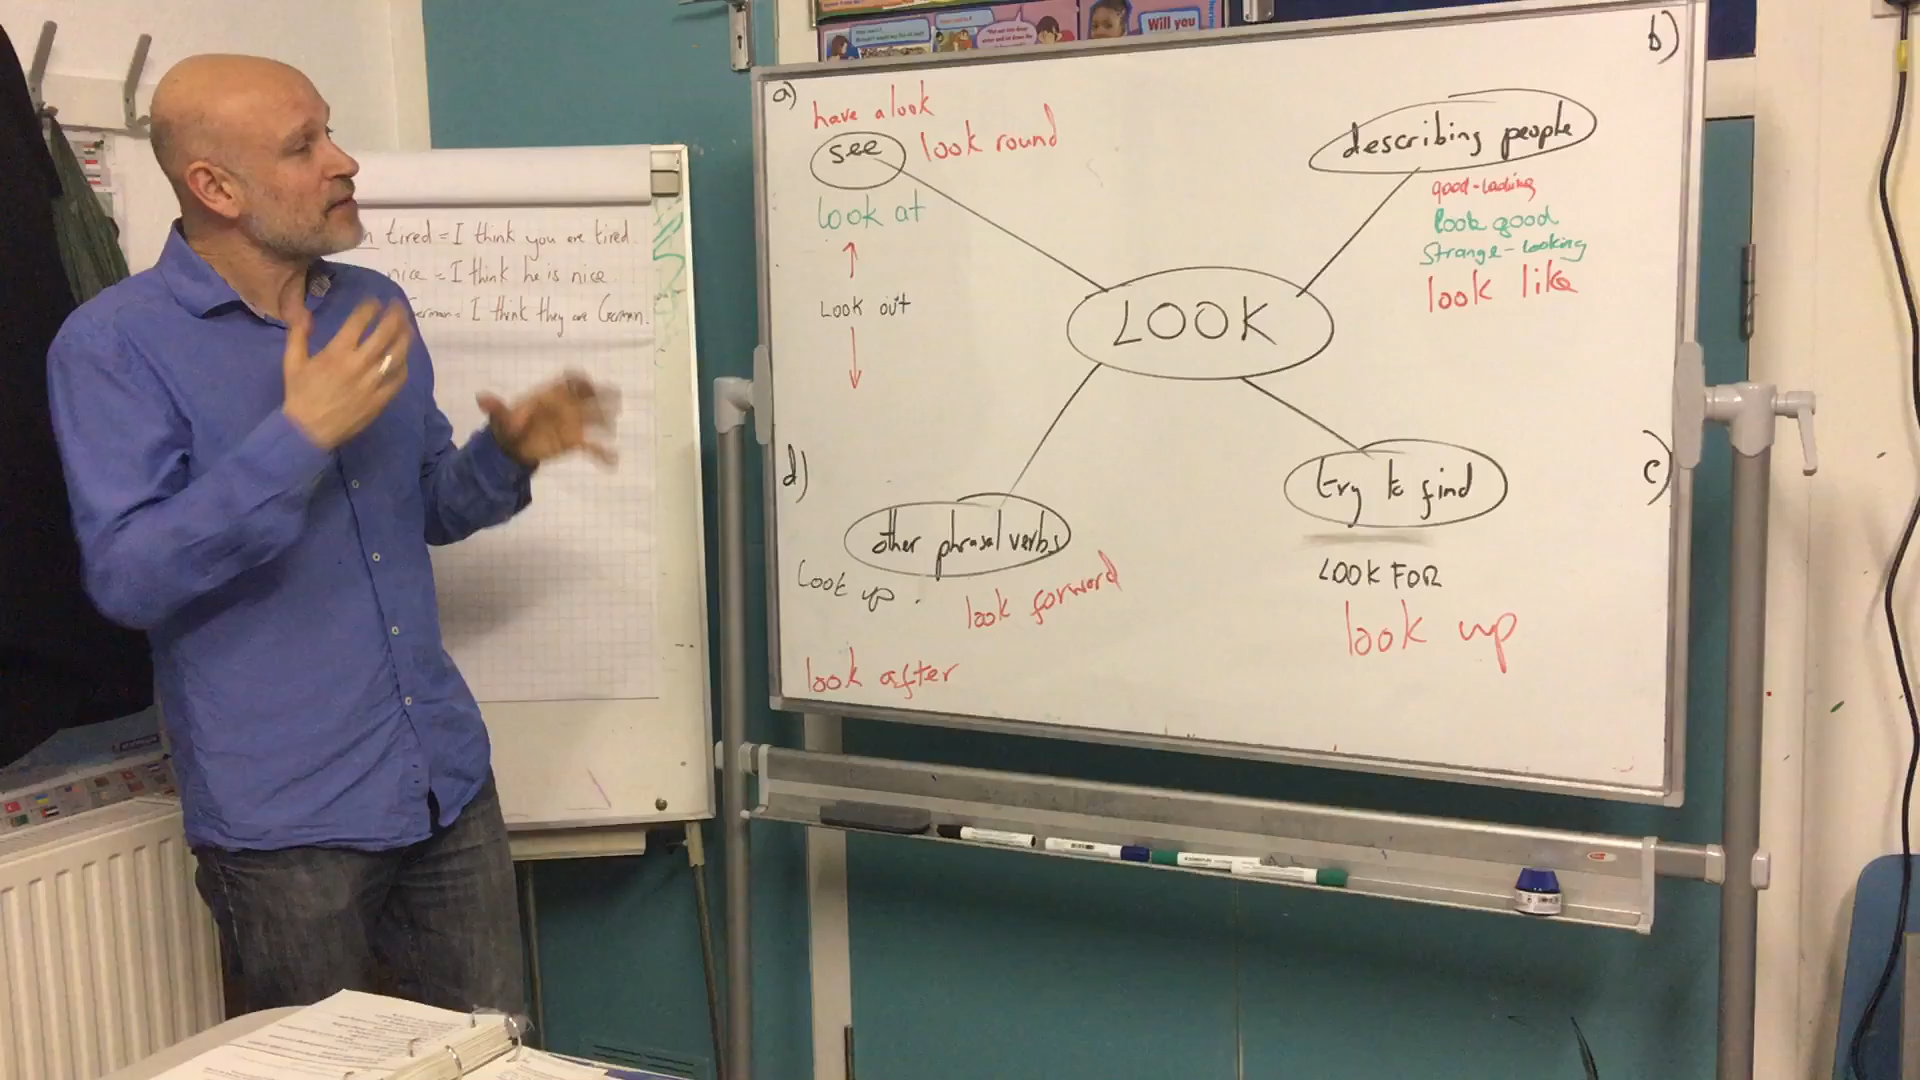 Will you
n tired = I think you are tired
nice = I think he is nice.
German = I think they are German.
a)
have a look
see
look round
look at
Look out
b)
describing people
good-looking
look good
Strange-looking
look like
LOOK
d)
other phrasal verbs
Look up.
look forward
look after
c)
try to find
LOOK FOR
look up